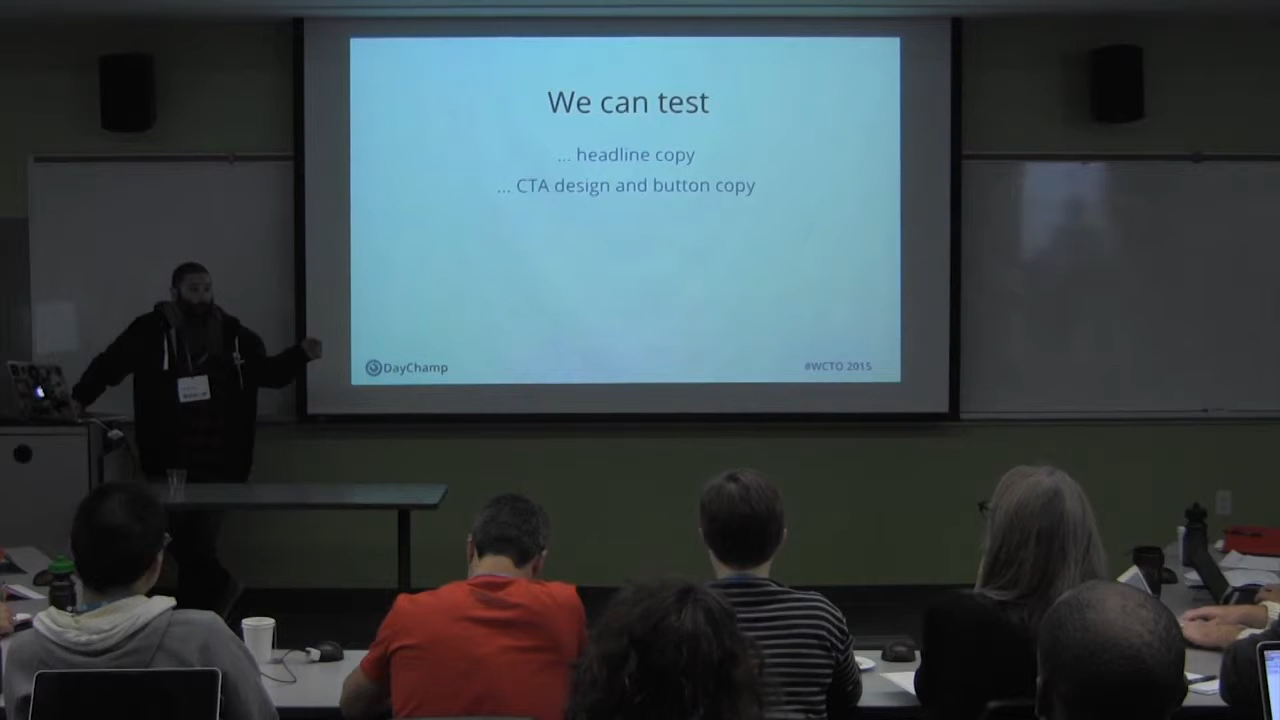 We can test
... headline copy
... CTA design and button copy
DayChamp
#WCTO 2015